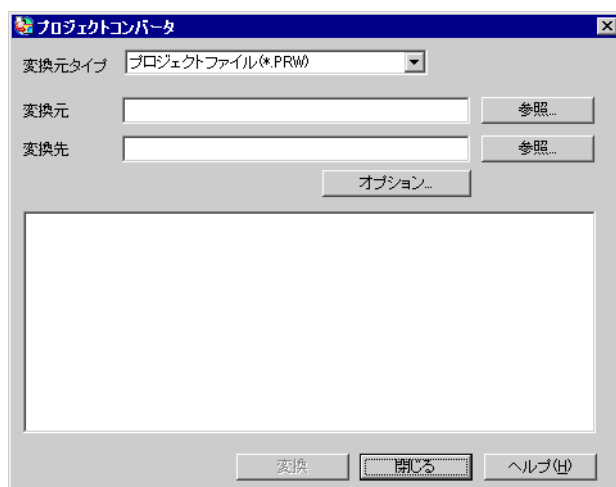 プロジェクトコンバータ
変換元タイプ プロジェクトファイル(*.PRW)
変換元 参照...
変換先 参照...
オプション...
変換 閉じる ヘルプ(H)